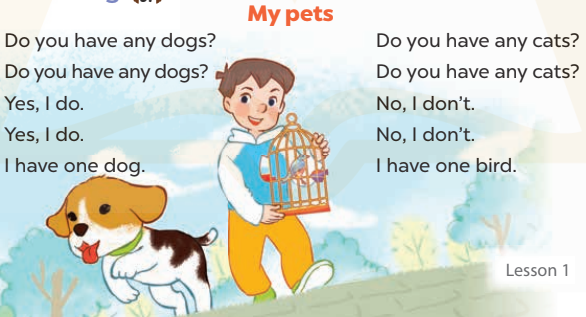 My pets
Do you have any dogs?
Do you have any dogs?
Yes, I do.
Yes, I do.
I have one dog.
Do you have any cats?
Do you have any cats?
No, I don't.
No, I don't.
I have one bird.
Lesson 1